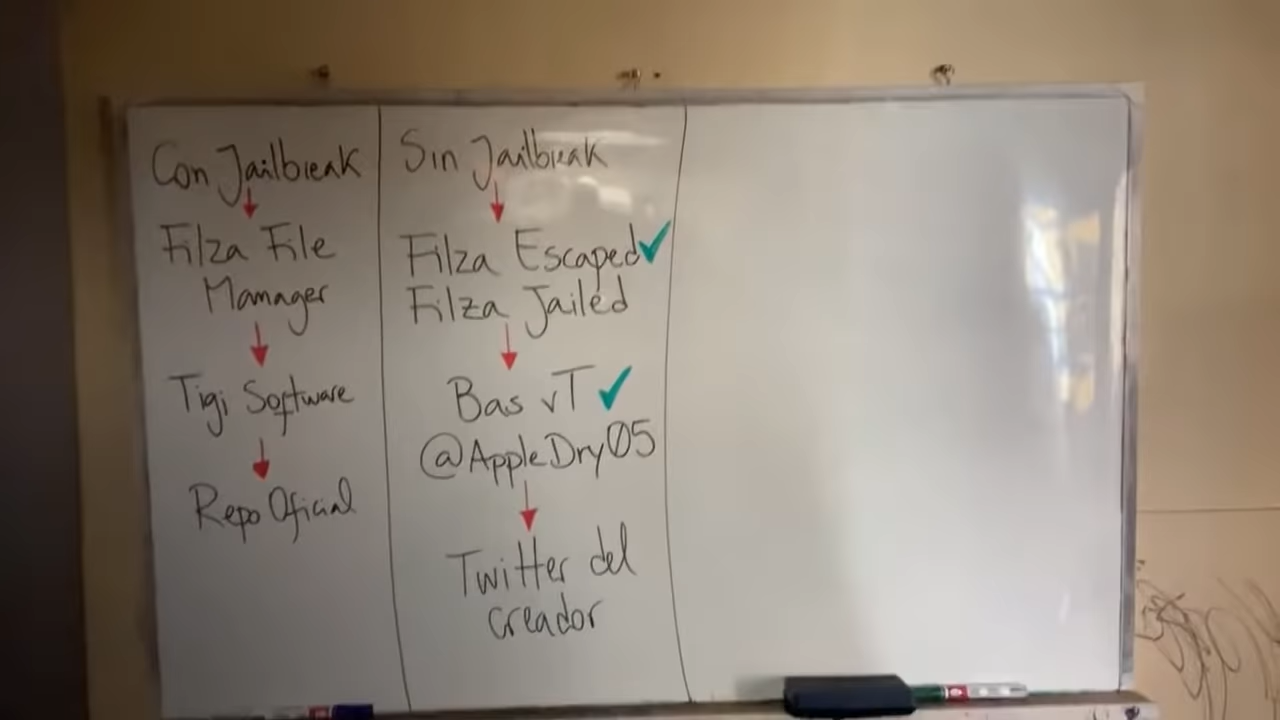 Con Jailbreak
Filza File
Manager
Tigi Software
Repo Oficial
Sin Jailbreak
Filza Escaped
Filza Jailed
Bas vT
@AppleDry05
Twitter del
creador